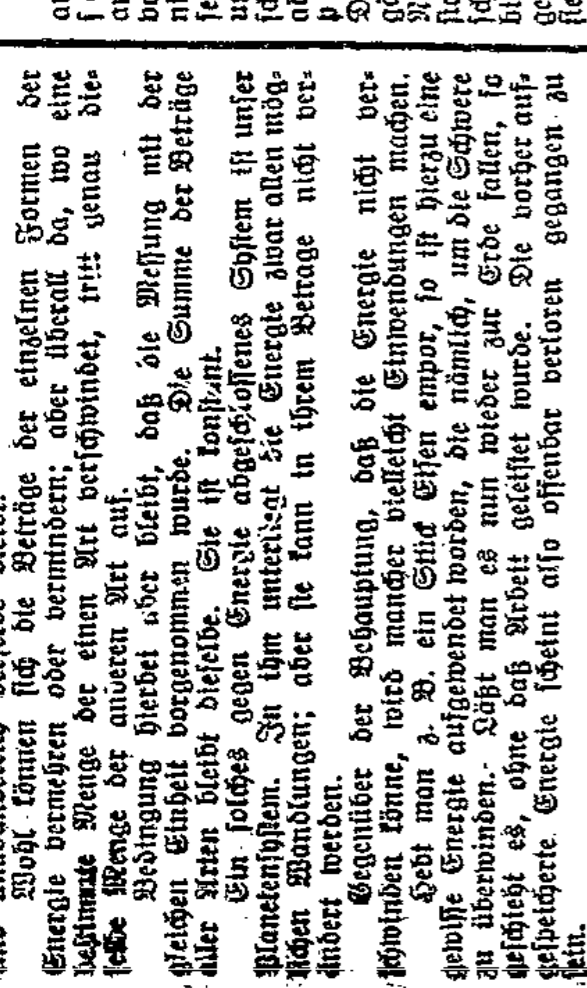 Wohl können sich die Beträge der einzelnen Formen der
Energie vermehren oder vermindern; aber überall da, wo eine
bestimmte Menge der einen Art verschwindet, tritt genau die-
selbe Menge der anderen Art auf.
Bedingung hierbei aber bleibt, daß die Messung mit der
gleichen Einheit vorgenommen wurde. Die Summe der Beträge
aller Arten bleibt dieselbe. Sie ist konstant.
Ein solches gegen Energie abgeschlossenes System ist unser
Planetensystem. In ihm unterliegt die Energie zwar allen mög-
lichen Wandlungen; aber sie kann in ihrem Betrage nicht ver-
ändert werden.
Gegenüber der Behauptung, daß die Energie nicht ver-
schwinden könne, wird mancher vielleicht Einwendungen machen.
Hebt man z. B. ein Stück Eisen empor, so ist hierzu eine
gewisse Energie aufgewendet worden, die nämlich, um die Schwere
zu überwinden. Läßt man es nun wieder zur Erde fallen, so
geschieht es, ohne daß Arbeit geleistet wurde. Die vorher auf-
gespeicherte Energie scheint also offenbar verloren gegangen zu
sein.